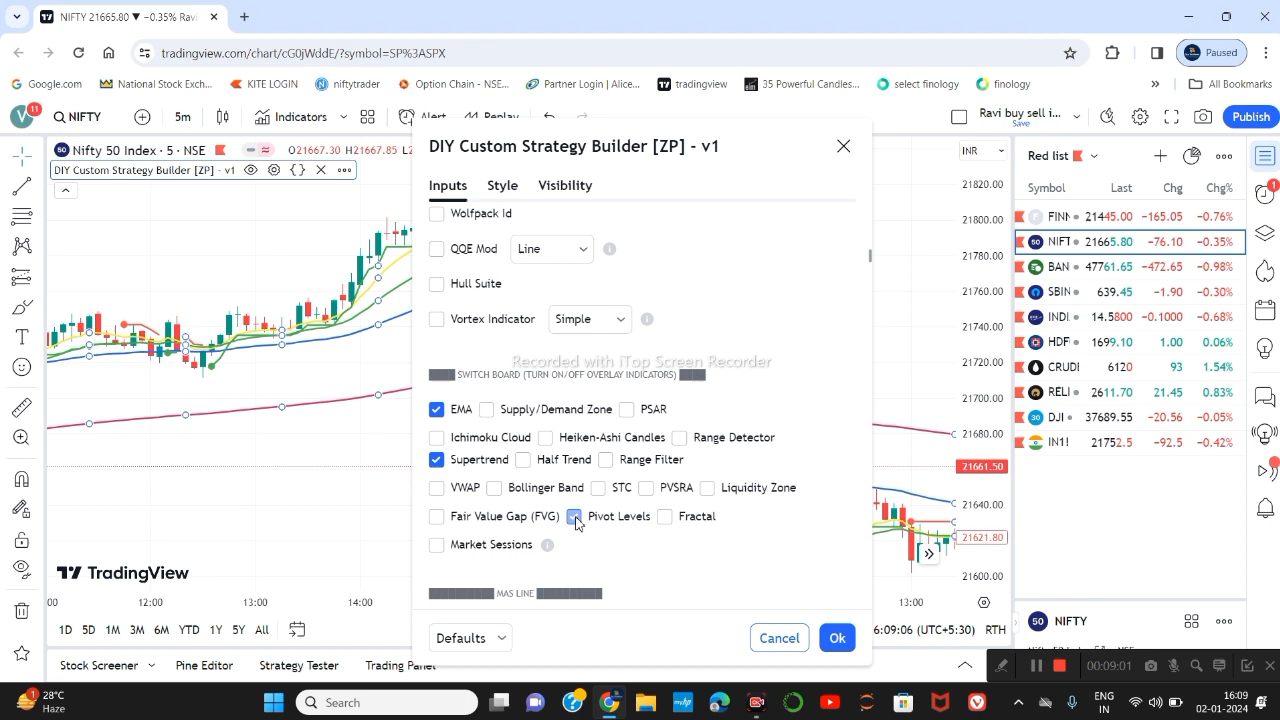 NIFTY 21665.80 ▼ −0.35% Ravi
tradingview.com/chart/cG0jWddE/?symbol=SP%3ASPX
Paused
Google.com
National Stock Exch...
KITE LOGIN
niftytrader
Option Chain - NSE...
Partner Login | Alice...
tradingview
35 Powerful Candles...
select finology
finology
All Bookmarks
V 11
NIFTY
5m
Indicators
Alert
Replay
Ravi buy sell i...
Save
Publish
50 Nifty 50 Index · 5 · NSE
O21667.30 H21667.85 L2
DIY Custom Strategy Builder [ZP] - v1
INR
21820.00
21800.00
21780.00
21760.00
21740.00
21720.00
21700.00
21680.00
21661.50
21640.00
21621.80
21600.00
DIY Custom Strategy Builder [ZP] - v1
Inputs Style Visibility
Wolfpack Id
QQE Mod Line
Hull Suite
Vortex Indicator Simple
Recorded with iTop Screen Recorder
SWITCH BOARD (TURN ON/OFF OVERLAY INDICATORS)
EMA Supply/Demand Zone PSAR
Ichimoku Cloud Heiken-Ashi Candles Range Detector
Supertrend Half Trend Range Filter
VWAP Bollinger Band STC PVSRA Liquidity Zone
Fair Value Gap (FVG) Pivot Levels Fractal
Market Sessions
MAS LINE
Defaults Cancel Ok
Red list
Symbol Last Chg Chg%
FINN 21445.00 −165.05 −0.76%
50 NIFT 21665.80 −76.10 −0.35%
BAN 47761.65 −472.65 −0.98%
SBIN 639.45 −1.90 −0.30%
INDI 14.5800 −0.1000 −0.68%
HDF 1699.10 1.00 0.06%
CRUDI 6120 93 1.54%
RELI 2611.70 21.45 0.83%
30 DJI 37689.55 −20.56 −0.05%
IN1! 21752.5 −92.5 −0.42%
1
50 NIFTY
TradingView
:00 12:00 13:00 14:00 13:00
1D 5D 1M 3M 6M YTD 1Y 5Y All
6:09:06 (UTC+5:30) RTH
Stock Screener Pine Editor Strategy Tester Trading Panel
00:09:01
1
28°C
Haze
Search
ENG
IN
16:09
02-01-2024